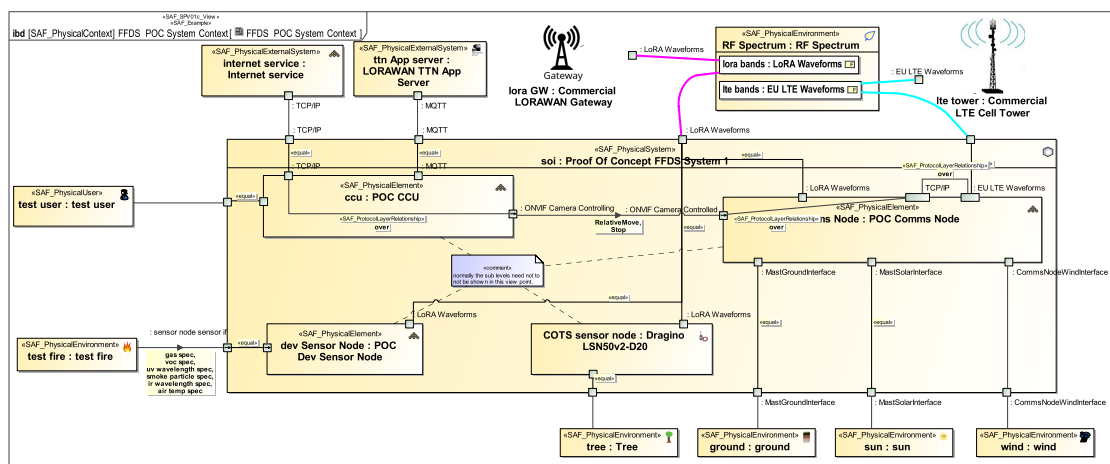 «SAF_SPV01c_View »
«SAF_Example»
ibd [SAF_PhysicalContext] FFDS POC System Context[ FFDS POC System Context ]
«SAF_PhysicalExternalSystem»
internet service :
Internet service
«SAF_PhysicalExternalSystem»
ttn App server :
LORAWAN TTN App
Server
Gateway
lora GW : Commercial
LORAWAN Gateway
: LoRA Waveforms
«SAF_PhysicalEnvironment»
RF Spectrum : RF Spectrum
lora bands : LoRA Waveforms
lte bands : EU LTE Waveforms
: EU LTE Waveforms
lte tower : Commercial
LTE Cell Tower
: TCP/IP
: MQTT
: TCP/IP
: MQTT
: LoRA Waveforms
«SAF_PhysicalSystem»
soi : Proof Of Concept FFDS System 1
«equal»
«equal»
«equal»
: TCP/IP
: MQTT
«SAF_ProtocolLayerRelationship»
over
TCP/IP
: LoRA Waveforms
: EU LTE Waveforms
«SAF_PhysicalUser»
test user : test user
«equal»
«SAF_PhysicalElement»
ccu : POC CCU
«SAF_ProtocolLayerRelationship»
over
: ONVIF Camera Controlling
: ONVIF Camera Controlled
RelativeMove,
Stop
«equal»
«SAF_PhysicalElement»
ms Node : POC Comms Node
«SAF_ProtocolLayerRelationship»
over
«comment»
normally the sub levels need not to
not be shown in this view point.
: MastGroundInterface
: MastSolarInterface
: CommsNodeWindInterface
«equal»
«equal»
«equal»
«equal»
: LoRA Waveforms
: LoRA Waveforms
: sensor node sensor if
«SAF_PhysicalEnvironment»
test fire : test fire
gas spec,
voc spec,
uv wavelength spec,
smoke particle spec,
ir wavelength spec,
air temp spec
«equal»
«SAF_PhysicalElement»
dev Sensor Node : POC
Dev Sensor Node
COTS sensor node : Dragino
LSN50v2-D20
«equal»
: MastGroundInterface
: MastSolarInterface
: CommsNodeWindInterface
«SAF_PhysicalEnvironment»
tree : Tree
«SAF_PhysicalEnvironment»
ground : ground
«SAF_PhysicalEnvironment»
sun : sun
«SAF_PhysicalEnvironment»
wind : wind